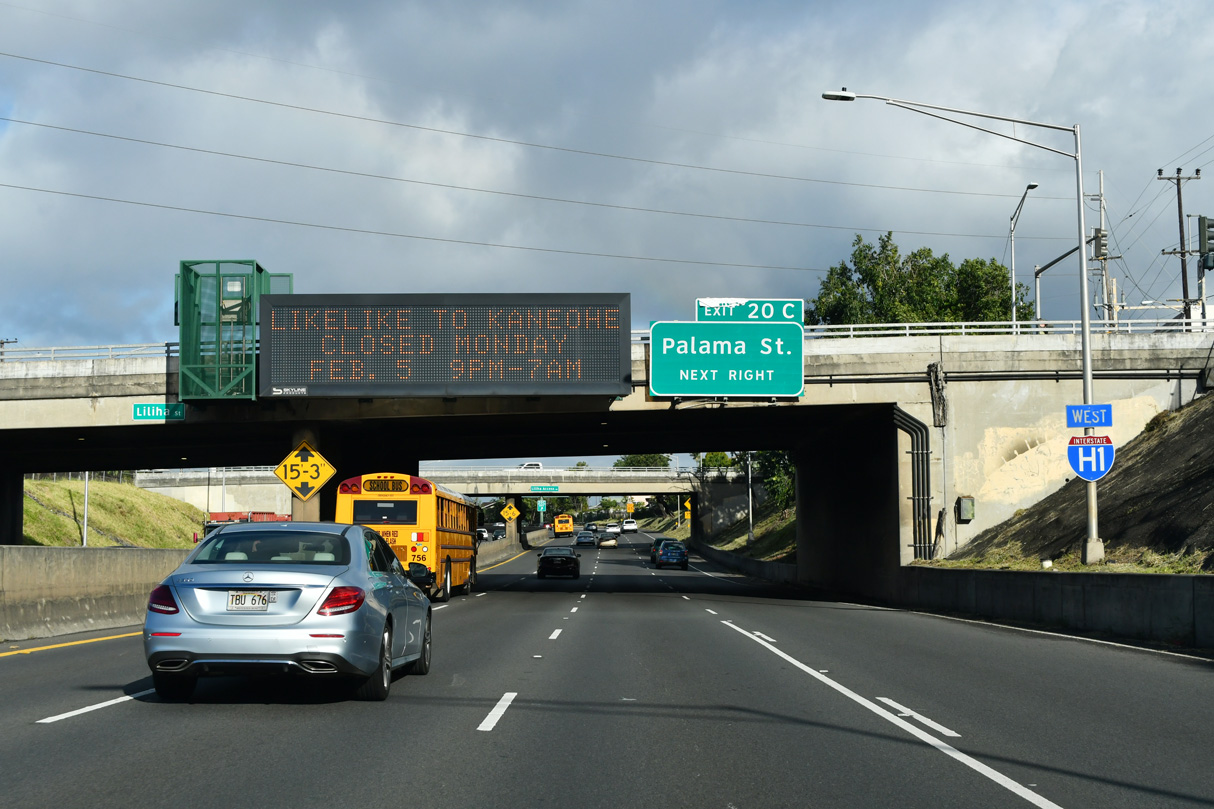 LIKELIKE TO KANEOHE
CLOSED MONDAY
FEB. 5 9PM-7AM
SKYLINE
EXIT 20 C
Palama St.
NEXT RIGHT
Liliha ST
15'-3"
SCHOOL BUS
756
TBU 676
WEST
INTERSTATE
H1